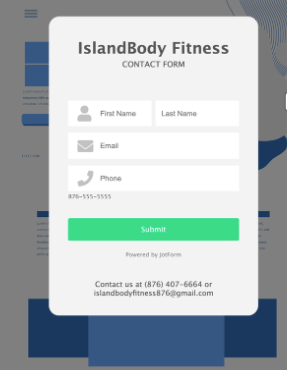 IslandBody Fitness
CONTACT FORM
First Name
Last Name
Email
Phone
876-555-5555
Submit
Powered by Jotform
Contact us at (876) 407-6664 or
islandbodyfitness876@gmail.com